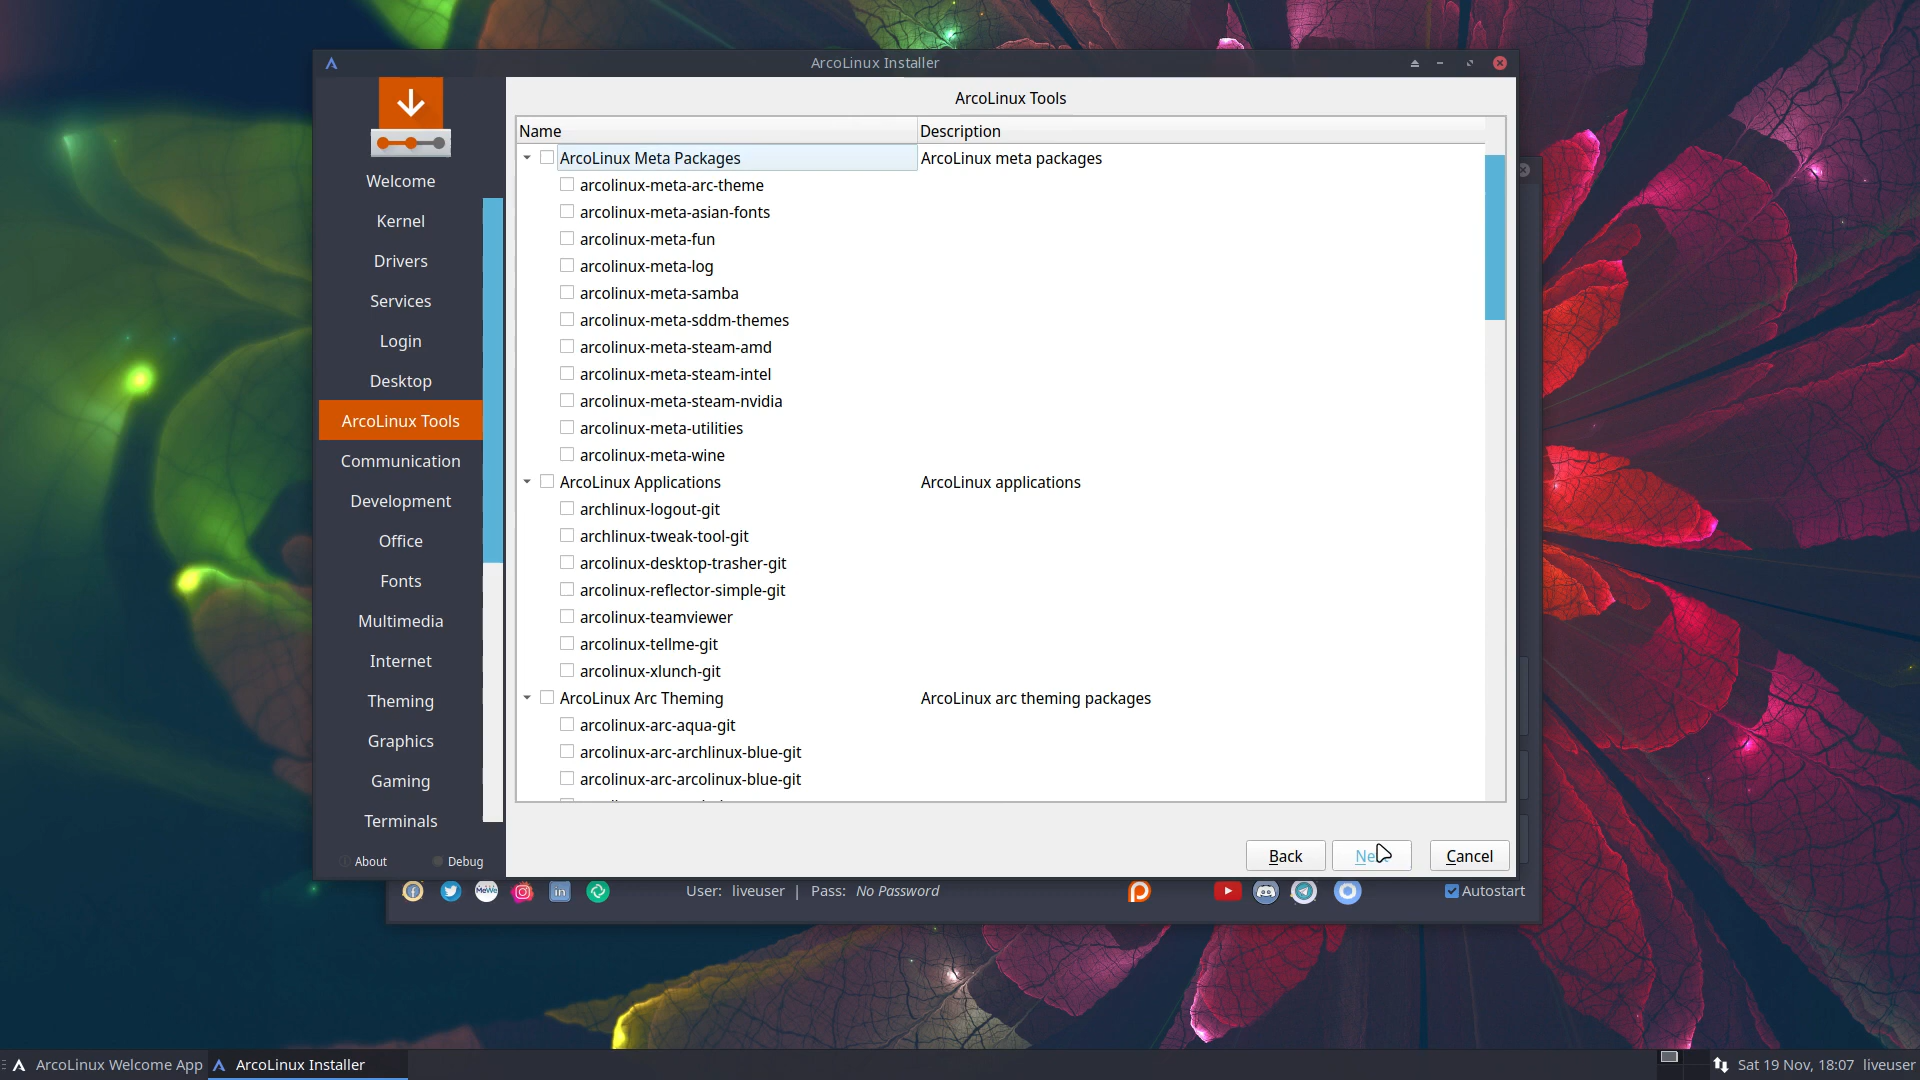 ArcoLinux Installer
ArcoLinux Tools
Name Description
ArcoLinux Meta Packages ArcoLinux meta packages
arcolinux-meta-arc-theme
arcolinux-meta-asian-fonts
arcolinux-meta-fun
arcolinux-meta-log
arcolinux-meta-samba
arcolinux-meta-sddm-themes
arcolinux-meta-steam-amd
arcolinux-meta-steam-intel
arcolinux-meta-steam-nvidia
arcolinux-meta-utilities
arcolinux-meta-wine
ArcoLinux Applications ArcoLinux applications
archlinux-logout-git
archlinux-tweak-tool-git
arcolinux-desktop-trasher-git
arcolinux-reflector-simple-git
arcolinux-teamviewer
arcolinux-tellme-git
arcolinux-xlunch-git
ArcoLinux Arc Theming ArcoLinux arc theming packages
arcolinux-arc-aqua-git
arcolinux-arc-archlinux-blue-git
arcolinux-arc-arcolinux-blue-git
Welcome
Kernel
Drivers
Services
Login
Desktop
ArcoLinux Tools
Communication
Development
Office
Fonts
Multimedia
Internet
Theming
Graphics
Gaming
Terminals
About Debug
Back Cancel
MeWe in User: liveuser | Pass: No Password Autostart
ArcoLinux Welcome App ArcoLinux Installer Sat 19 Nov, 18:07 liveuser